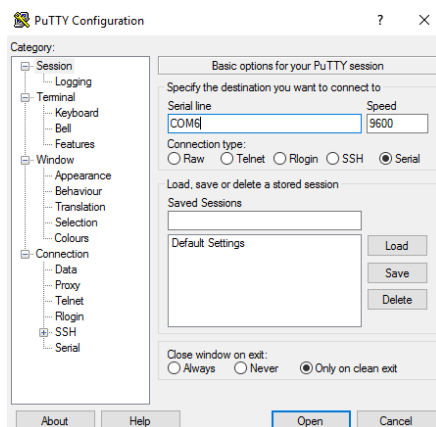 PuTTY Configuration
Category:
Session
Logging
Terminal
Keyboard
Bell
Features
Window
Appearance
Behaviour
Translation
Selection
Colours
Connection
Data
Proxy
Telnet
Rlogin
SSH
Serial
Basic options for your PuTTY session
Specify the destination you want to connect to
Serial line Speed
COM6 9600
Connection type:
Raw Telnet Rlogin SSH Serial
Load, save or delete a stored session
Saved Sessions
Default Settings
Load
Save
Delete
Close window on exit:
Always Never Only on clean exit
About Help Open Cancel